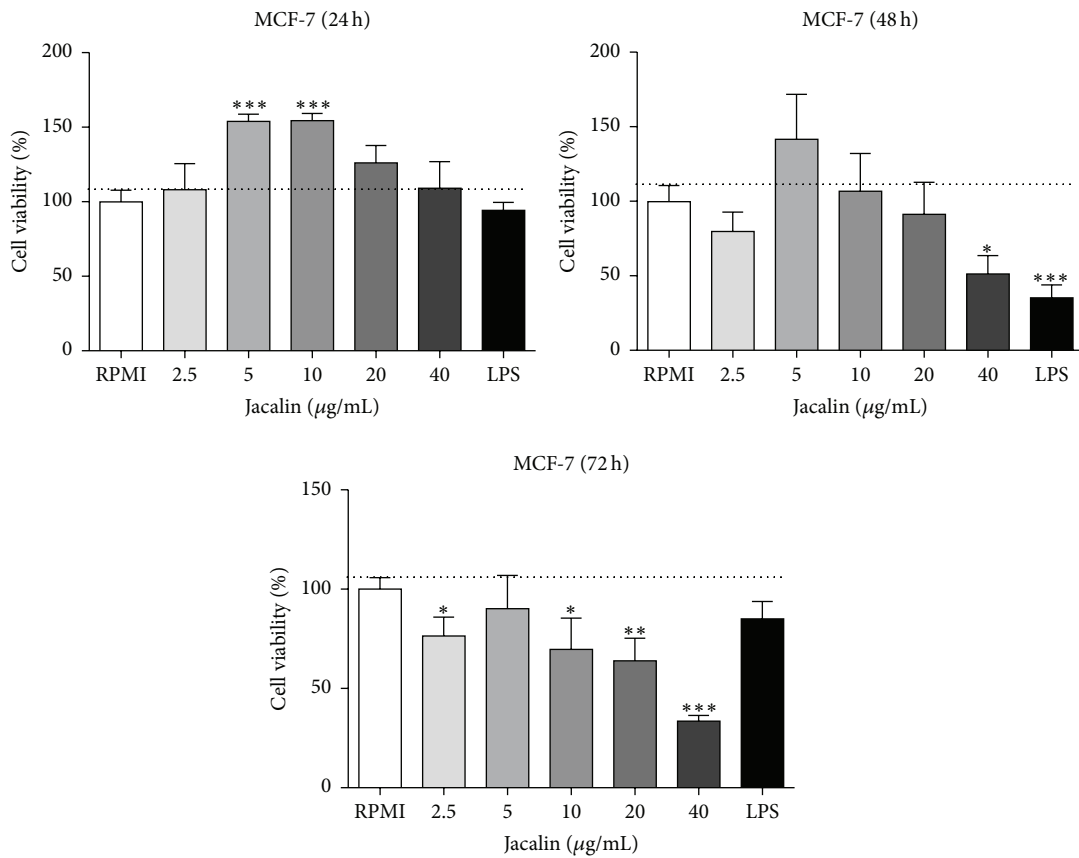 MCF-7 (24 h)
200
150
100
50
0
Cell viability (%)
***
***
RPMI 2.5 5 10 20 40 LPS
Jacalin (μg/mL)
MCF-7 (48 h)
200
150
100
50
0
Cell viability (%)
*
***
RPMI 2.5 5 10 20 40 LPS
Jacalin (μg/mL)
MCF-7 (72 h)
150
100
50
0
Cell viability (%)
*
*
**
***
RPMI 2.5 5 10 20 40 LPS
Jacalin (μg/mL)